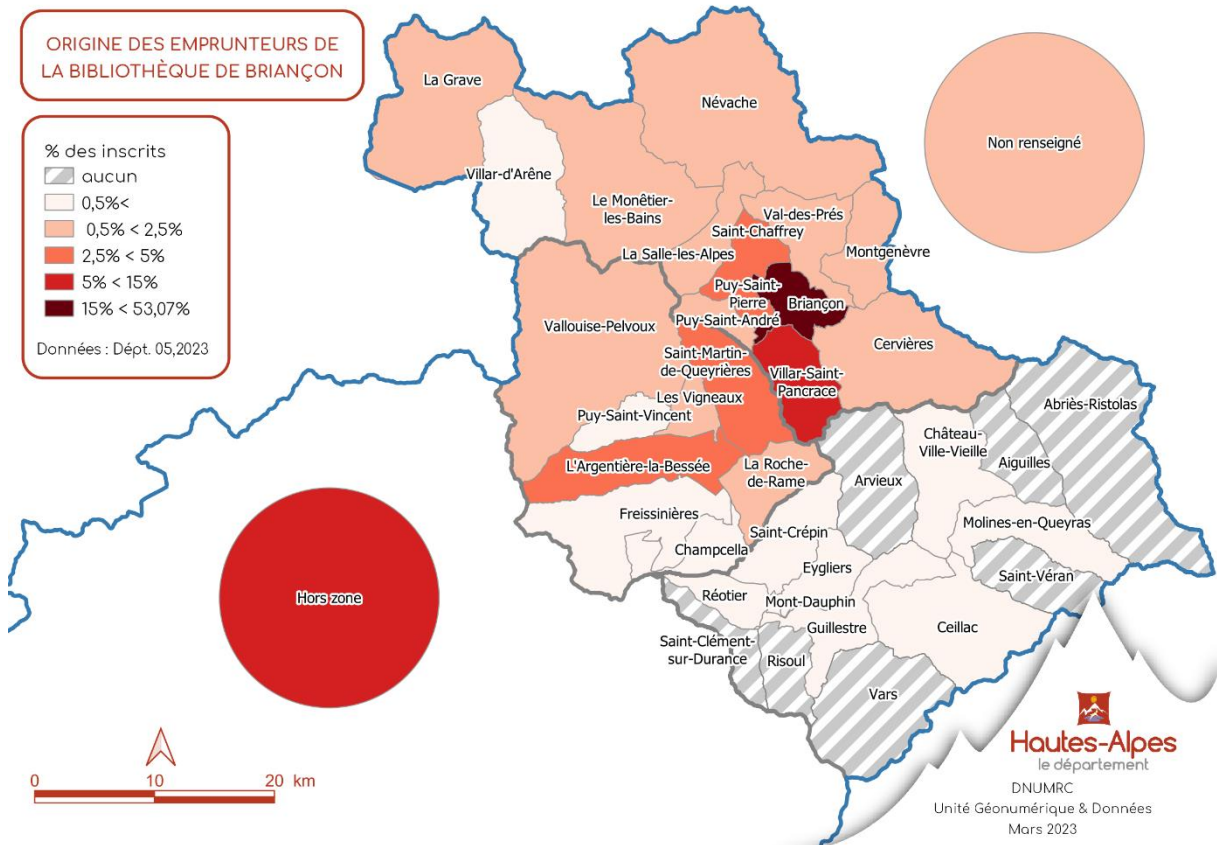 ORIGINE DES EMPRUNTEURS DE
LA BIBLIOTHÈQUE DE BRIANÇON
% des inscrits
aucun
0,5%<
0,5% < 2,5%
2,5% < 5%
5% < 15%
15% < 53,07%
Données : Dépt. 05,2023
La Grave
Névache
Non renseigné
Villar-d'Arêne
Le Monêtier-
les-Bains
Val-des-Prés
Saint-Chaffrey
La Salle-les-Alpes
Montgenèvre
Puy-Saint-
Pierre
Briançon
Puy-Saint-André
Vallouise-Pelvoux
Cervières
Saint-Martin-
de-Queyrières
Villar-Saint-
Pancrace
Les Vigneaux
Puy-Saint-Vincent
Abriès-Ristolas
Château-
Ville-Vieille
Aiguilles
L'Argentière-la-Bessée
La Roche-
de-Rame
Arvieux
Freissinières
Saint-Crépin
Molines-en-Queyras
Champcella
Eygliers
Saint-Véran
Hors zone
Réotier
Mont-Dauphin
Guillestre
Ceillac
Saint-Clément-
sur-Durance
Risoul
Vars
0 10 20 km
Hautes-Alpes
le département
DNUMRC
Unité Géonumérique & Données
Mars 2023